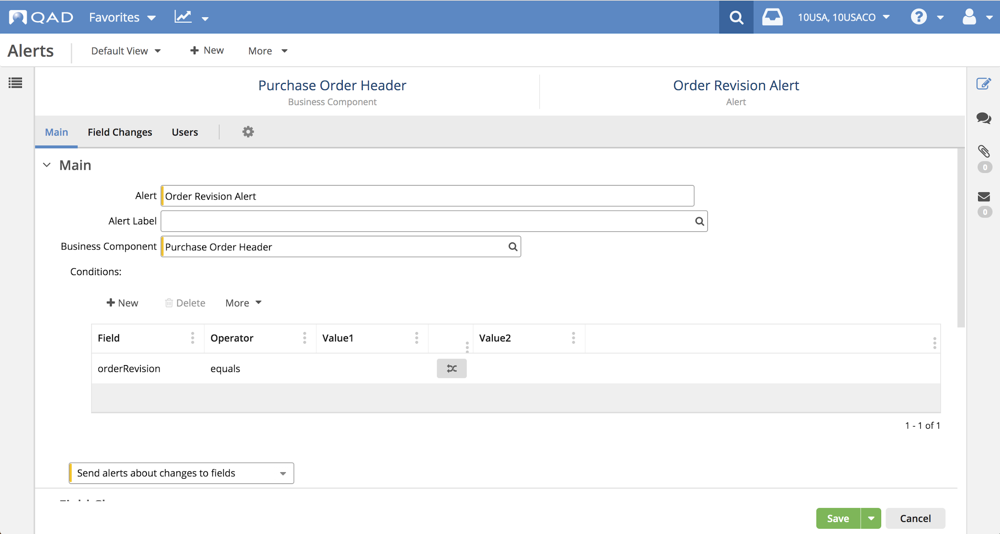 QAD Favorites 10USA, 10USACO ?
Alerts Default View + New More
Purchase Order Header Order Revision Alert
Business Component Alert
Main Field Changes Users
Main
Alert Order Revision Alert
Alert Label
Business Component Purchase Order Header
Conditions:
+ New Delete More
Field Operator Value1 Value2
orderRevision equals
1 - 1 of 1
Send alerts about changes to fields
Save Cancel
0
0